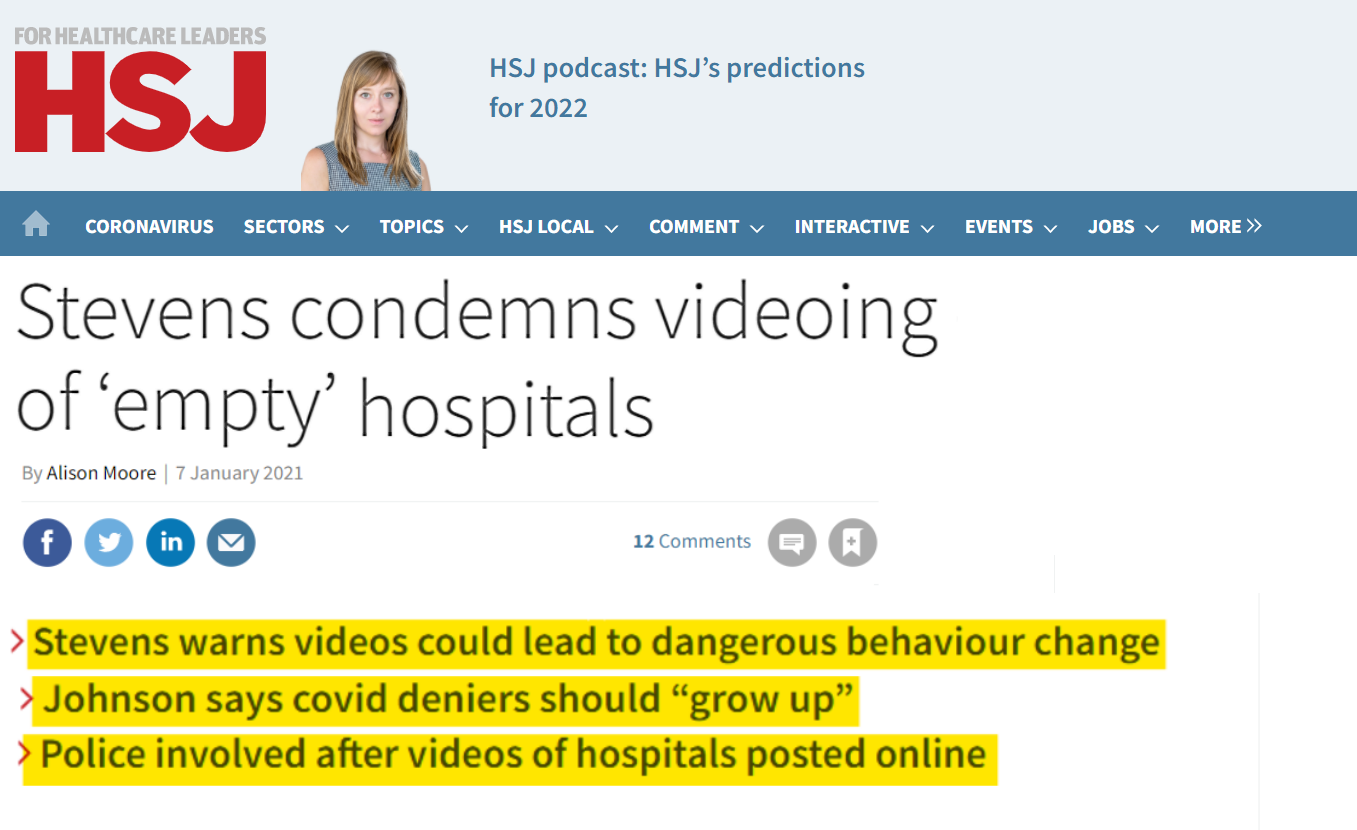 FOR HEALTHCARE LEADERS
HSJ
HSJ podcast: HSJ’s predictions
for 2022
CORONAVIRUS SECTORS TOPICS HSJ LOCAL COMMENT INTERACTIVE EVENTS JOBS MORE
Stevens condemns videoing
of ‘empty’ hospitals
By Alison Moore | 7 January 2021
f in 12 Comments
Stevens warns videos could lead to dangerous behaviour change
Johnson says covid deniers should “grow up”
Police involved after videos of hospitals posted online